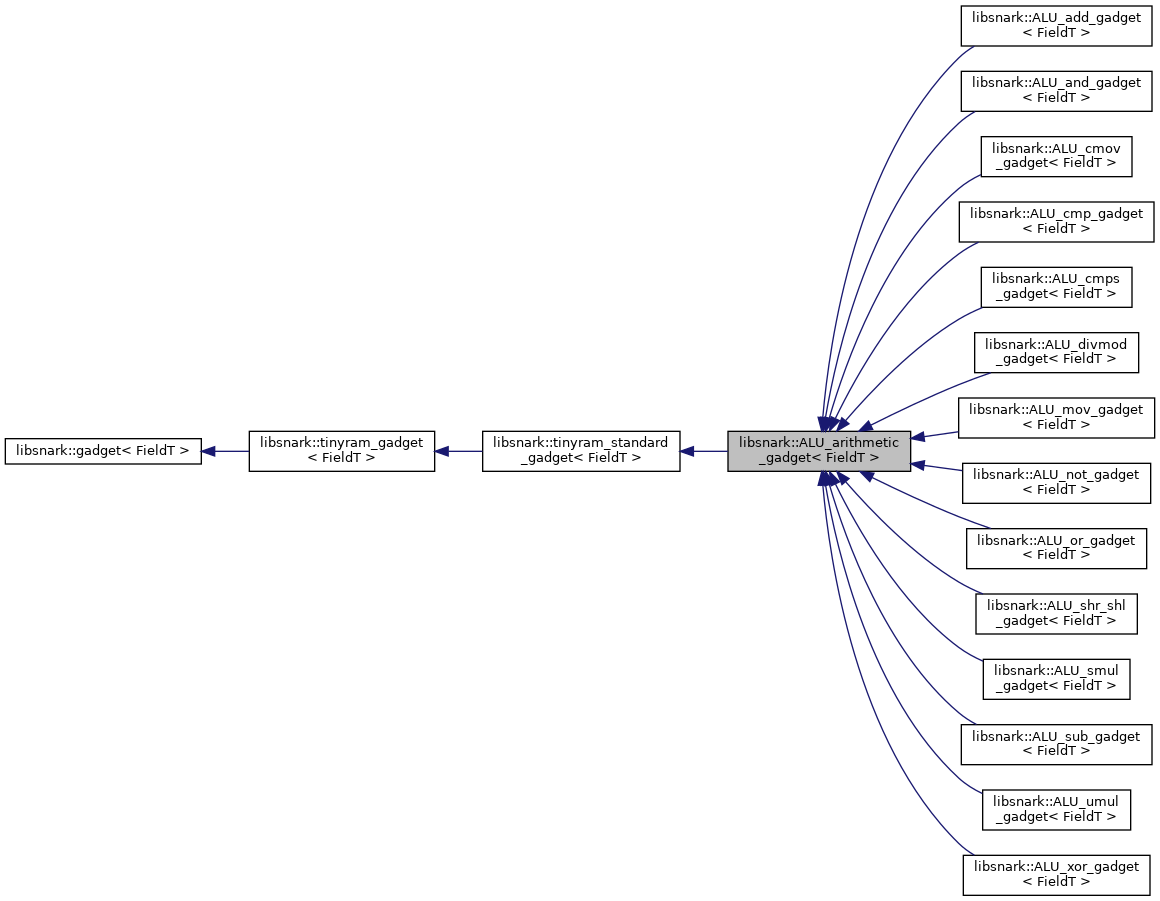 libsnark::ALU_add_gadget
< FieldT >
libsnark::ALU_and_gadget
< FieldT >
libsnark::ALU_cmov
_gadget< FieldT >
libsnark::ALU_cmp_gadget
< FieldT >
libsnark::ALU_cmps
_gadget< FieldT >
libsnark::ALU_divmod
_gadget< FieldT >
libsnark::ALU_mov_gadget
< FieldT >
libsnark::gadget< FieldT >
libsnark::tinyram_gadget
< FieldT >
libsnark::tinyram_standard
_gadget< FieldT >
libsnark::ALU_arithmetic
_gadget< FieldT >
libsnark::ALU_not_gadget
< FieldT >
libsnark::ALU_or_gadget
< FieldT >
libsnark::ALU_shr_shl
_gadget< FieldT >
libsnark::ALU_smul
_gadget< FieldT >
libsnark::ALU_sub_gadget
< FieldT >
libsnark::ALU_umul
_gadget< FieldT >
libsnark::ALU_xor_gadget
< FieldT >